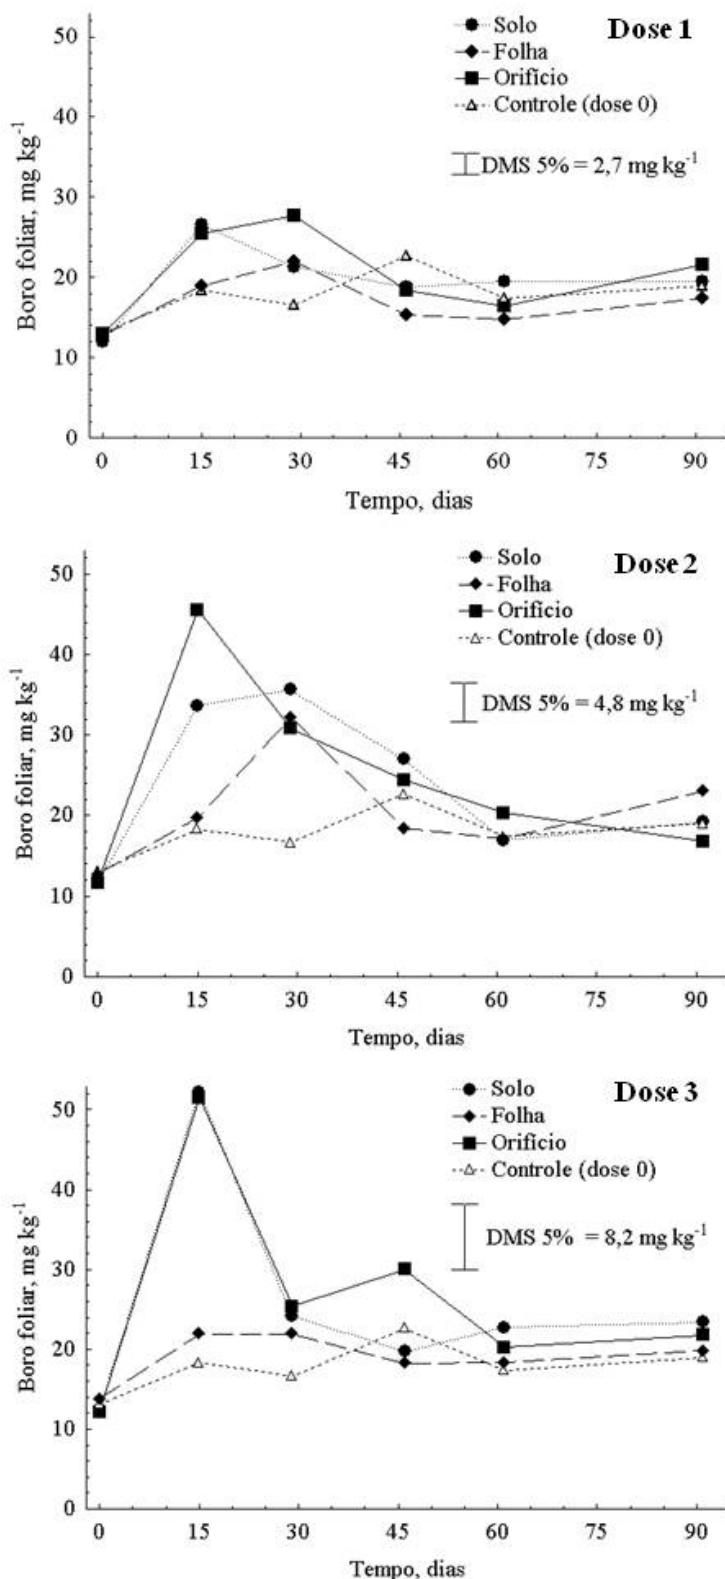 Dose 1
Solo
Folha
Orifício
Controle (dose 0)
DMS 5% = 2,7 mg kg-1
Boro foliar, mg kg-1
50
40
30
20
10
0
0 15 30 45 60 75 90
Tempo, dias
Dose 2
Solo
Folha
Orifício
Controle (dose 0)
DMS 5% = 4,8 mg kg-1
Boro foliar, mg kg-1
50
40
30
20
10
0
0 15 30 45 60 75 90
Tempo, dias
Dose 3
Solo
Folha
Orifício
Controle (dose 0)
DMS 5% = 8,2 mg kg-1
Boro foliar, mg kg-1
50
40
30
20
10
0
0 15 30 45 60 75 90
Tempo, dias